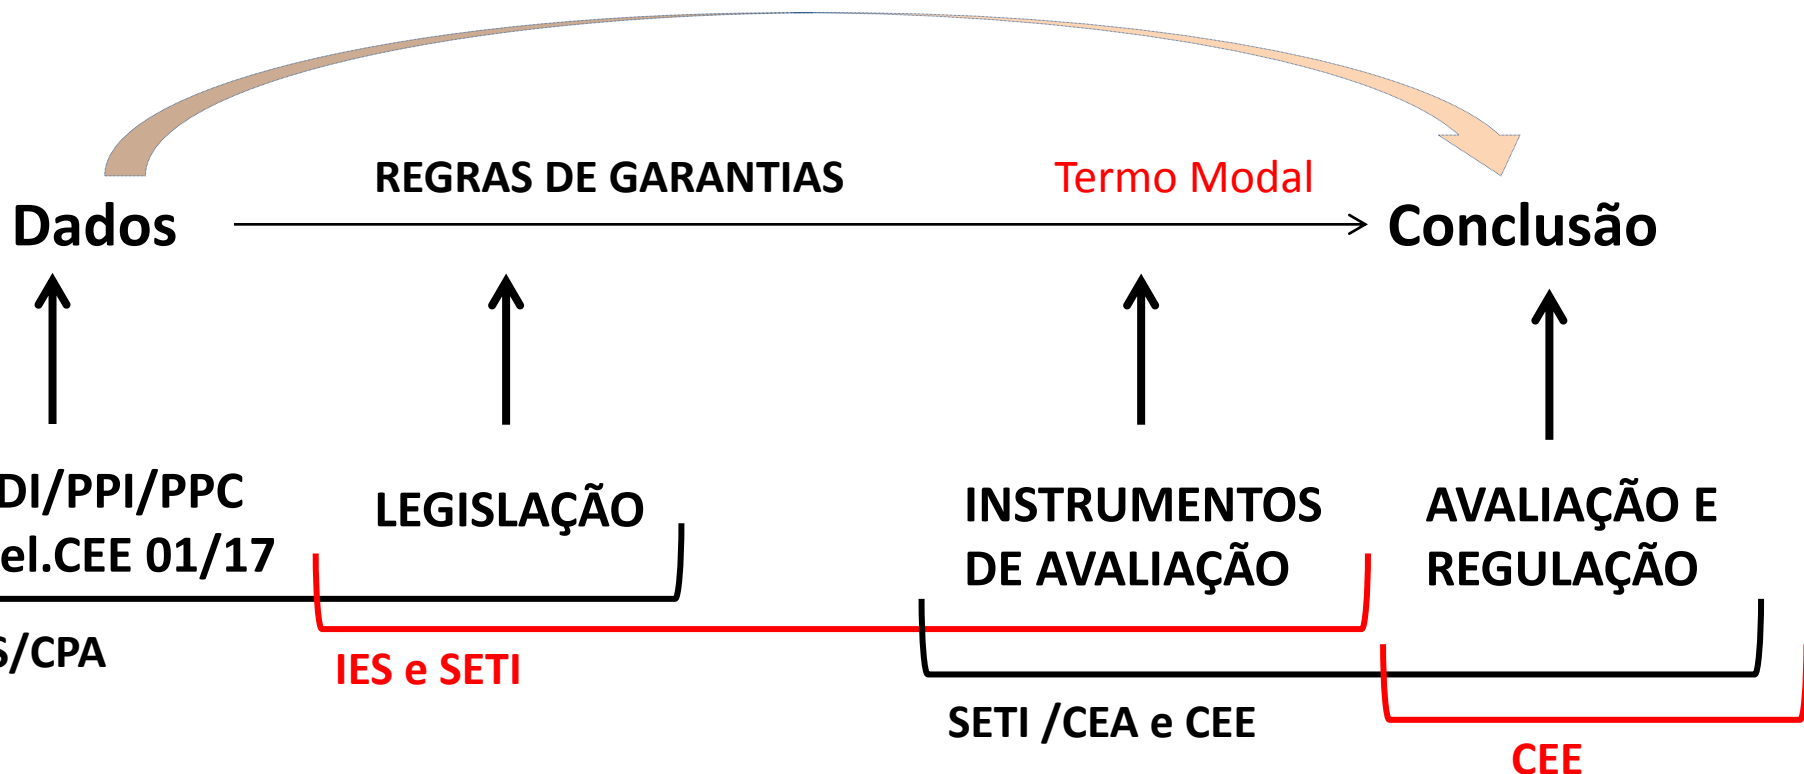 REGRAS DE GARANTIAS
Termo Modal
Dados
Conclusão
DI/PPI/PPC
el.CEE 01/17
LEGISLAÇÃO
INSTRUMENTOS
DE AVALIAÇÃO
AVALIAÇÃO E
REGULAÇÃO
S/CPA
IES e SETI
SETI /CEA e CEE
CEE